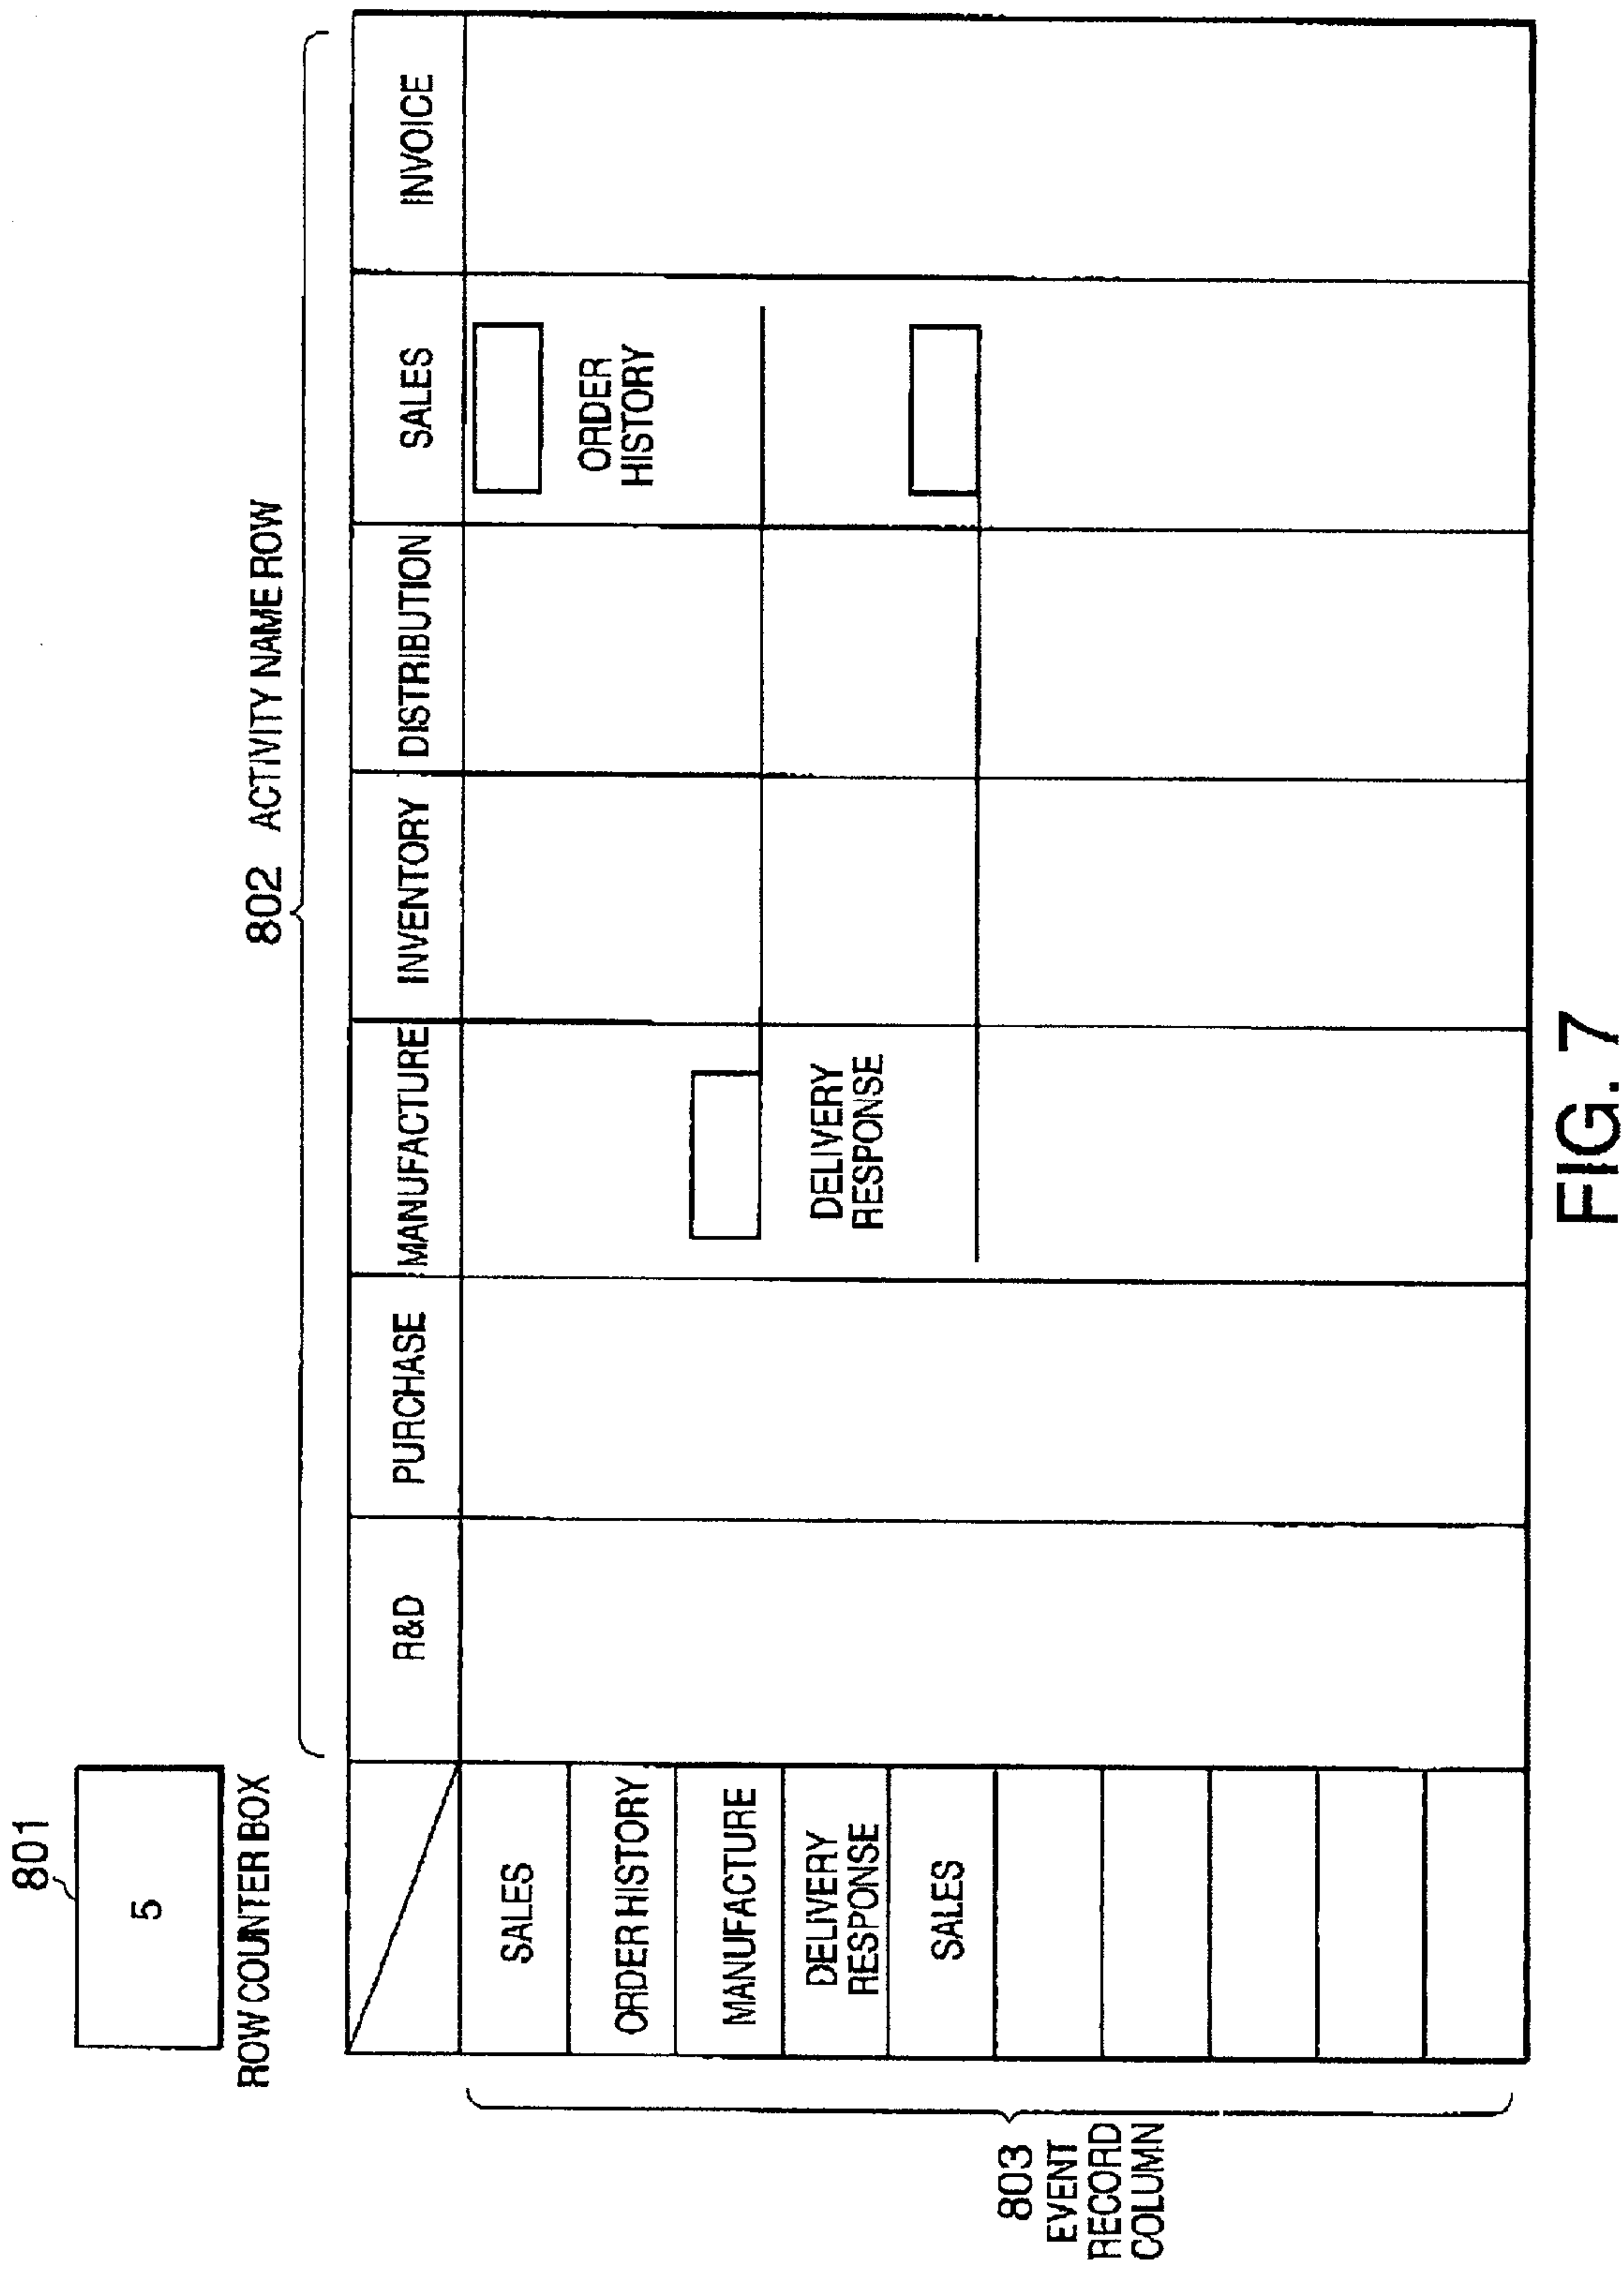 801
5
ROW COUNTER BOX
802 ACTIVITY NAME ROW
R&D PURCHASE MANUFACTURE INVENTORY DISTRIBUTION SALES INVOICE
SALES
ORDER HISTORY
ORDER
HISTORY
MANUFACTURE
DELIVERY
RESPONSE
DELIVERY
RESPONSE
SALES
803
EVENT
RECORD
COLUMN
FIG. 7